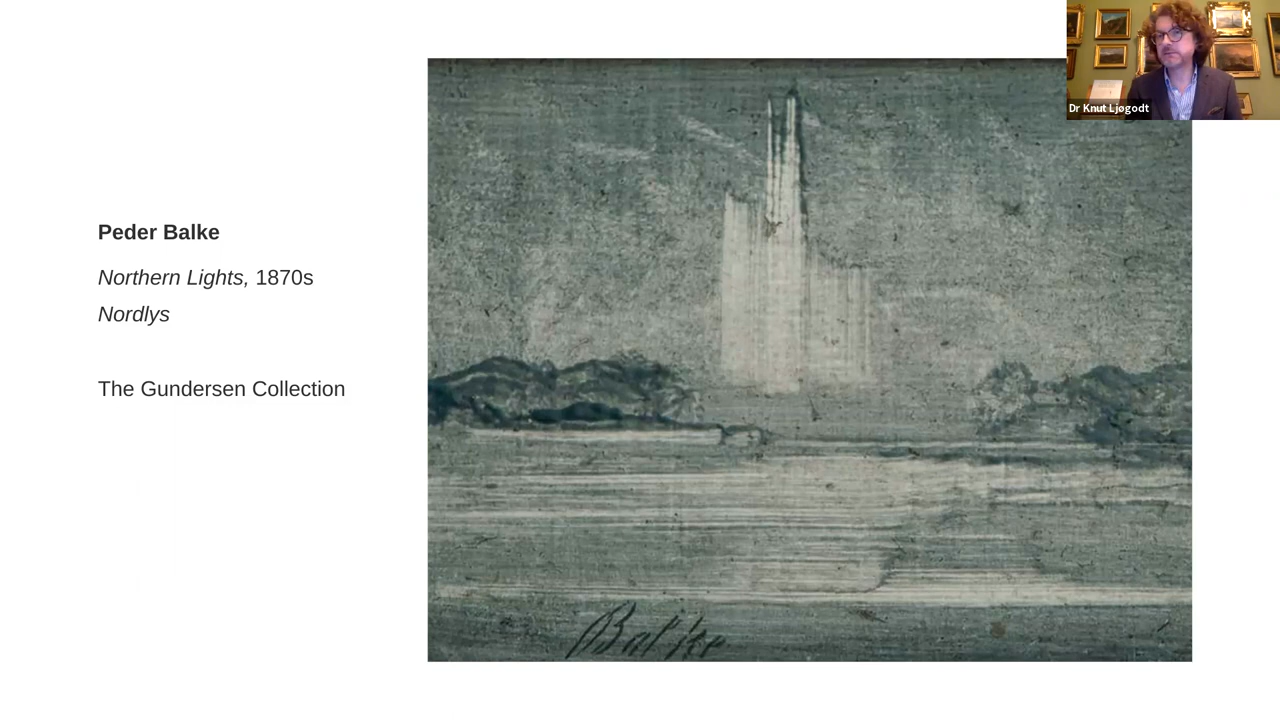 Peder Balke
Northern Lights, 1870s
Nordlys
The Gundersen Collection
Balke
Dr Knut Ljøgodt